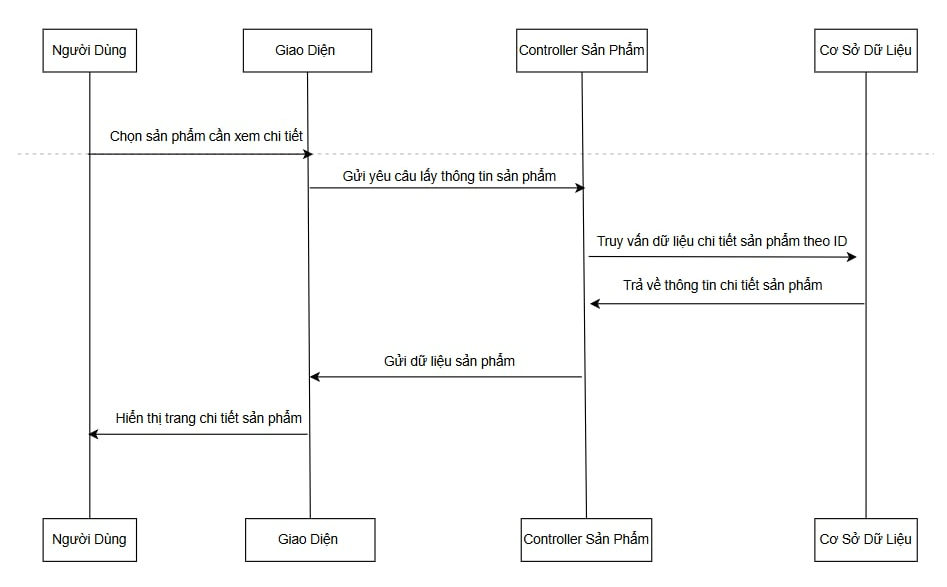 Người Dùng
Giao Diện
Controller Sản Phẩm
Cơ Sở Dữ Liệu
Chọn sản phẩm cần xem chi tiết
Gửi yêu câu lấy thông tin sản phẩm
Truy vấn dữ liệu chi tiết sản phẩm theo ID
Trả về thông tin chi tiết sản phẩm
Gửi dữ liệu sản phẩm
Hiển thị trang chi tiết sản phẩm
Người Dùng
Giao Diện
Controller Sản Phẩm
Cơ Sở Dữ Liệu